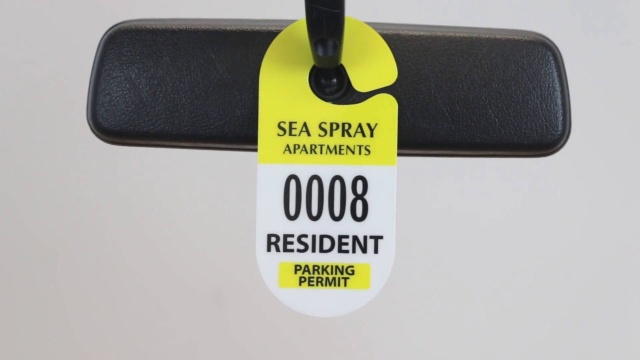 SEA SPRAY
APARTMENTS
0008
RESIDENT
PARKING
PERMIT